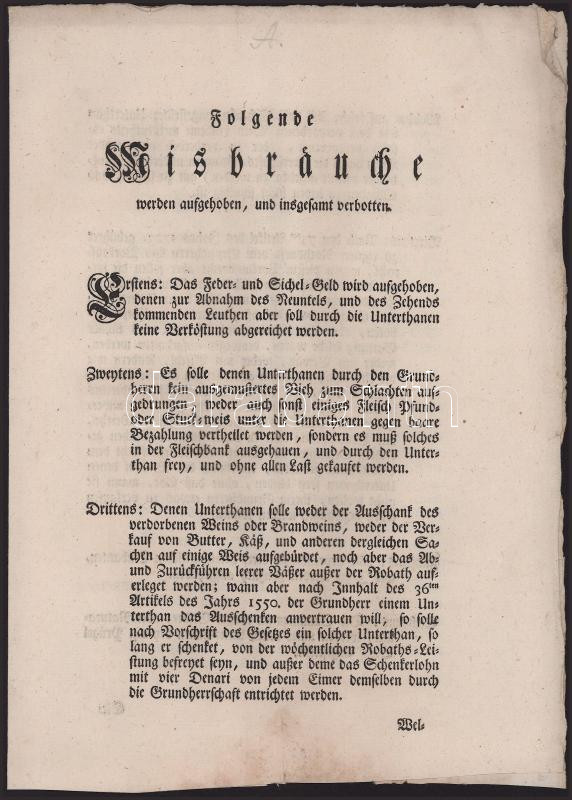 A.
Folgende
Misbräuche
werden aufgehoben, und insgesamt verbotten.
Erstens: Das Feder- und Sichel-Geld wird aufgehoben,
denen zur Abnahm des Neuntels, und des Zehends
kommenden Leuthen aber soll durch die Unterthanen
keine Verköstung abgereichet werden.
Zweytens: Es solle denen Unterthanen durch den Grund-
herren kein ausgemustertes Vieh zum Schlachten auf-
gedrungen, weder auch sonst einiges Fleisch Pfund-
oder Stuck-weis unter die Unterthanen gegen baare
Bezahlung vertheilet werden, sondern es muß solches
in der Fleischbank ausgehauen, und durch den Unter-
than frey, und ohne allen Last gekaufet werden.
Drittens: Denen Unterthanen solle weder der Ausschank des
verdorbenen Weins oder Brandweins, weder der Ver-
kauf von Butter, Käß, und anderen dergleichen Sa-
chen auf einige Weis aufgebürdet, noch aber das Ab-
und Zurückführen leerer Väßer außer der Robath auf-
erleget werden; wann aber nach Innhalt des 36ten
Artikels des Jahrs 1550. der Grundherr einem Un-
terthan das Ausschenken anvertrauen will, so solle
nach Vorschrift des Gesetzes ein solcher Unterthan, so
lang er schenket, von der wöchentlichen Robaths-Lei-
stung befreyet seyn, und außer deme das Schenkerlohn
mit vier Denari von jedem Eimer demselben durch
die Grundherrschaft entrichtet werden.
Wel-